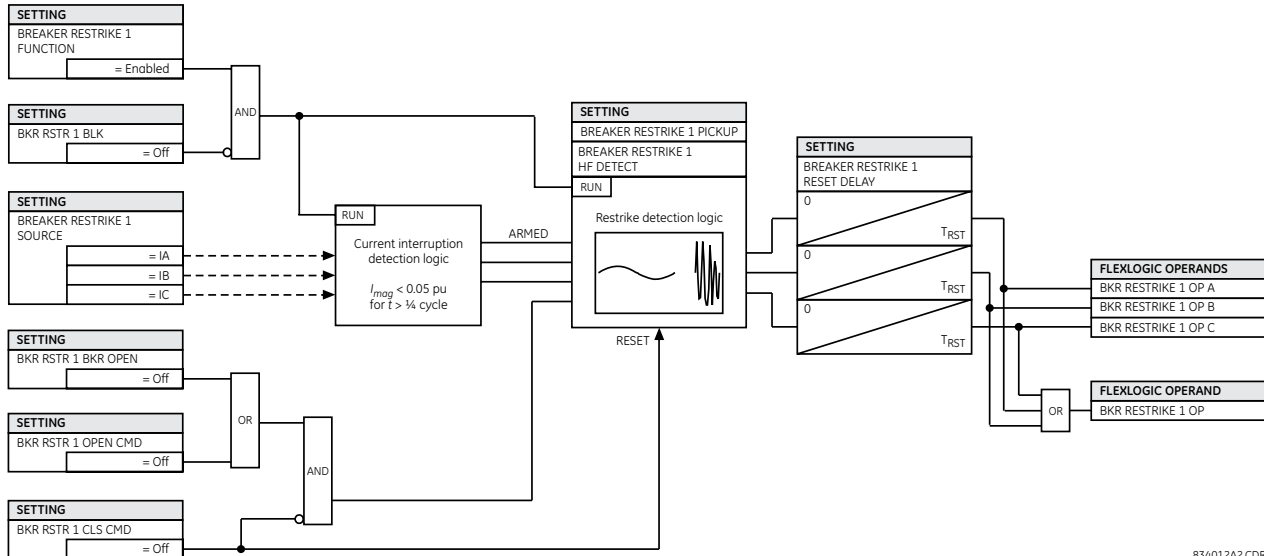 SETTING
BREAKER RESTRIKE 1
FUNCTION
= Enabled
SETTING
BKR RSTR 1 BLK
= Off
AND
SETTING
BREAKER RESTRIKE 1
SOURCE
= IA
= IB
= IC
SETTING
BKR RSTR 1 BKR OPEN
= Off
SETTING
BKR RSTR 1 OPEN CMD
= Off
OR
SETTING
BKR RSTR 1 CLS CMD
= Off
AND
RUN
Current interruption
detection logic
Imag < 0.05 pu
for t > ¼ cycle
ARMED
SETTING
BREAKER RESTRIKE 1 PICKUP
BREAKER RESTRIKE 1
HF DETECT
RUN
Restrike detection logic
RESET
SETTING
BREAKER RESTRIKE 1
RESET DELAY
0
TRST
0
TRST
0
TRST
FLEXLOGIC OPERANDS
BKR RESTRIKE 1 OP A
BKR RESTRIKE 1 OP B
BKR RESTRIKE 1 OP C
OR
FLEXLOGIC OPERAND
BKR RESTRIKE 1 OP
834012A2.CDR